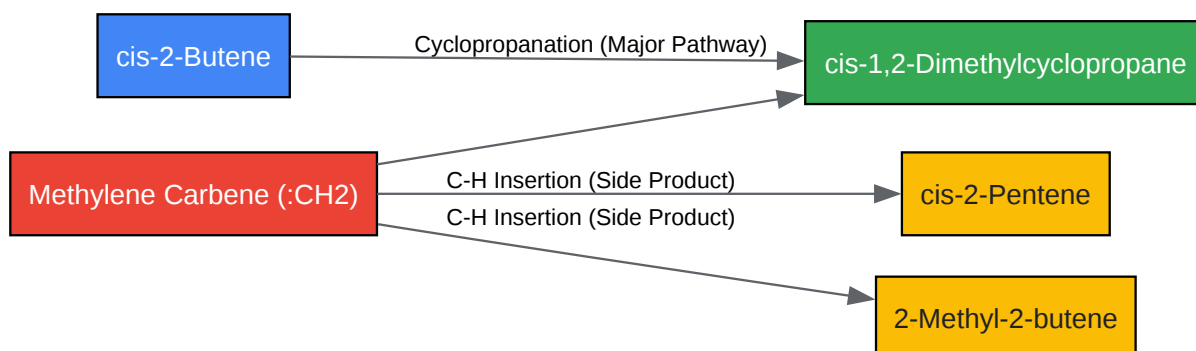 cis-2-Butene
Cyclopropanation (Major Pathway)
cis-1,2-Dimethylcyclopropane
Methylene Carbene (:CH2)
C-H Insertion (Side Product)
cis-2-Pentene
C-H Insertion (Side Product)
2-Methyl-2-butene